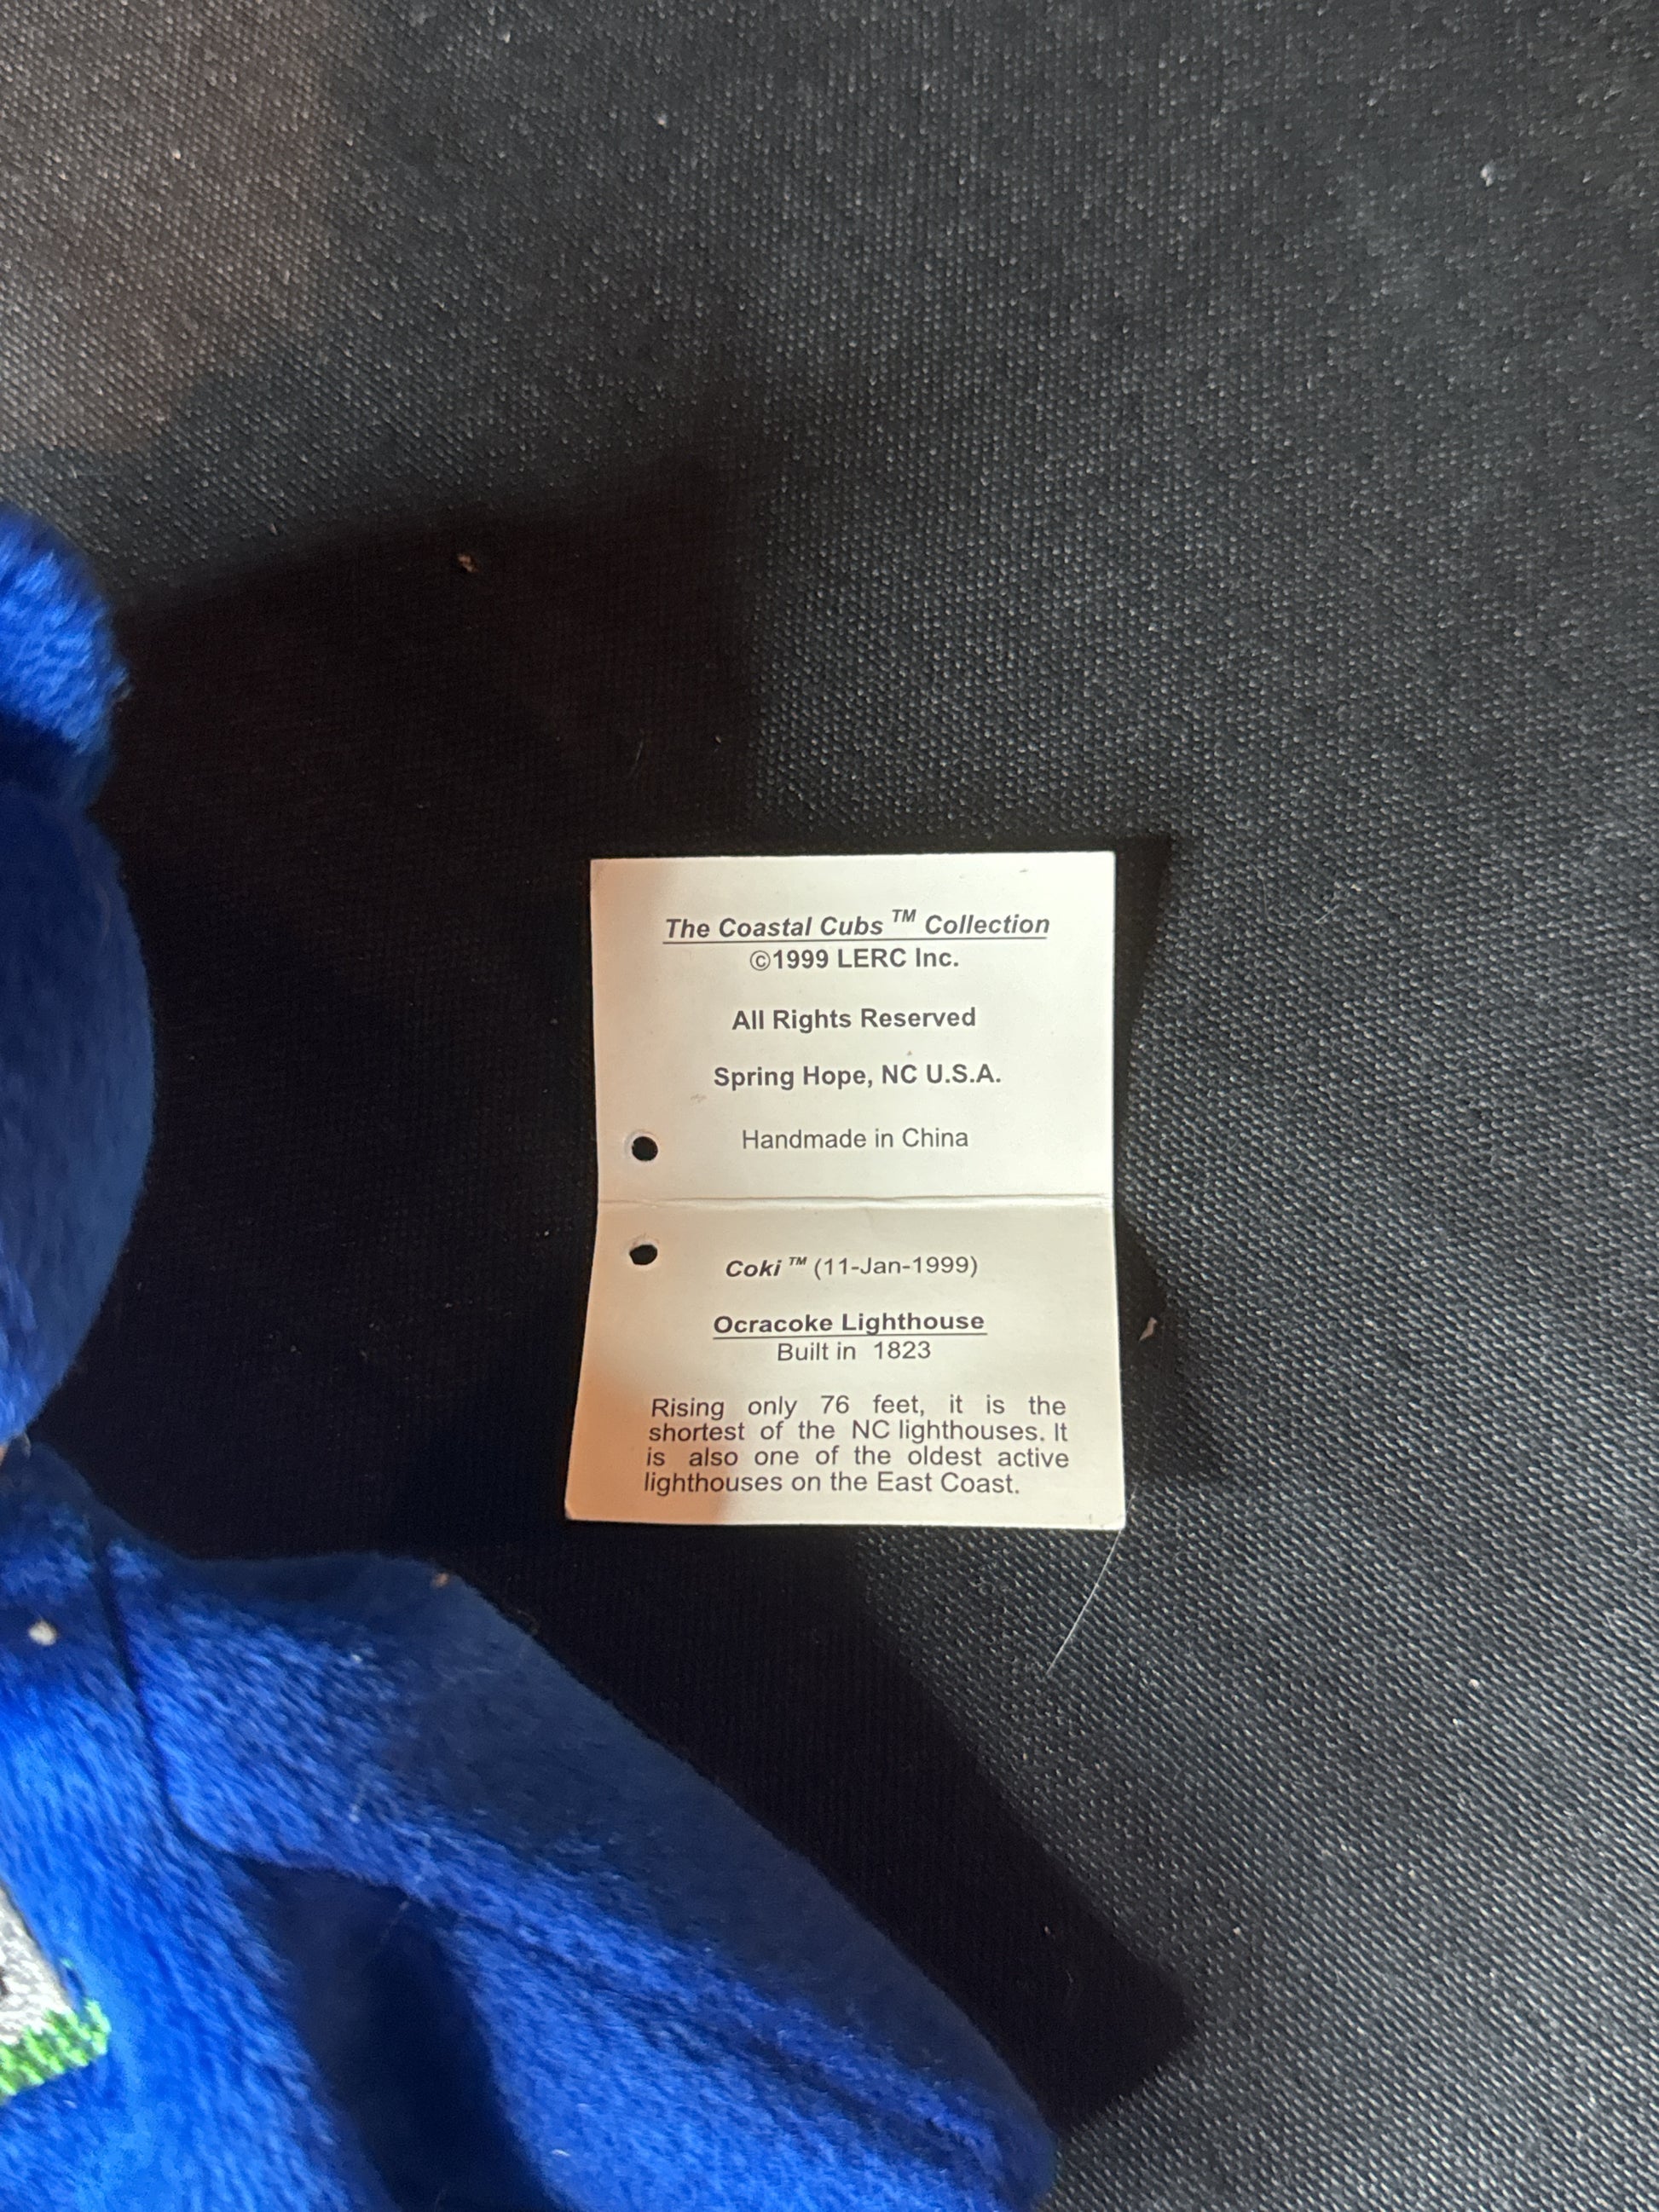 The Coastal Cubs ™ Collection
©1999 LERC Inc.
All Rights Reserved
Spring Hope, NC U.S.A.
Handmade in China
Coki ™ (11-Jan-1999)
Ocracoke Lighthouse
Built in 1823
Rising only 76 feet, it is the
shortest of the NC lighthouses. It
is also one of the oldest active
lighthouses on the East Coast.